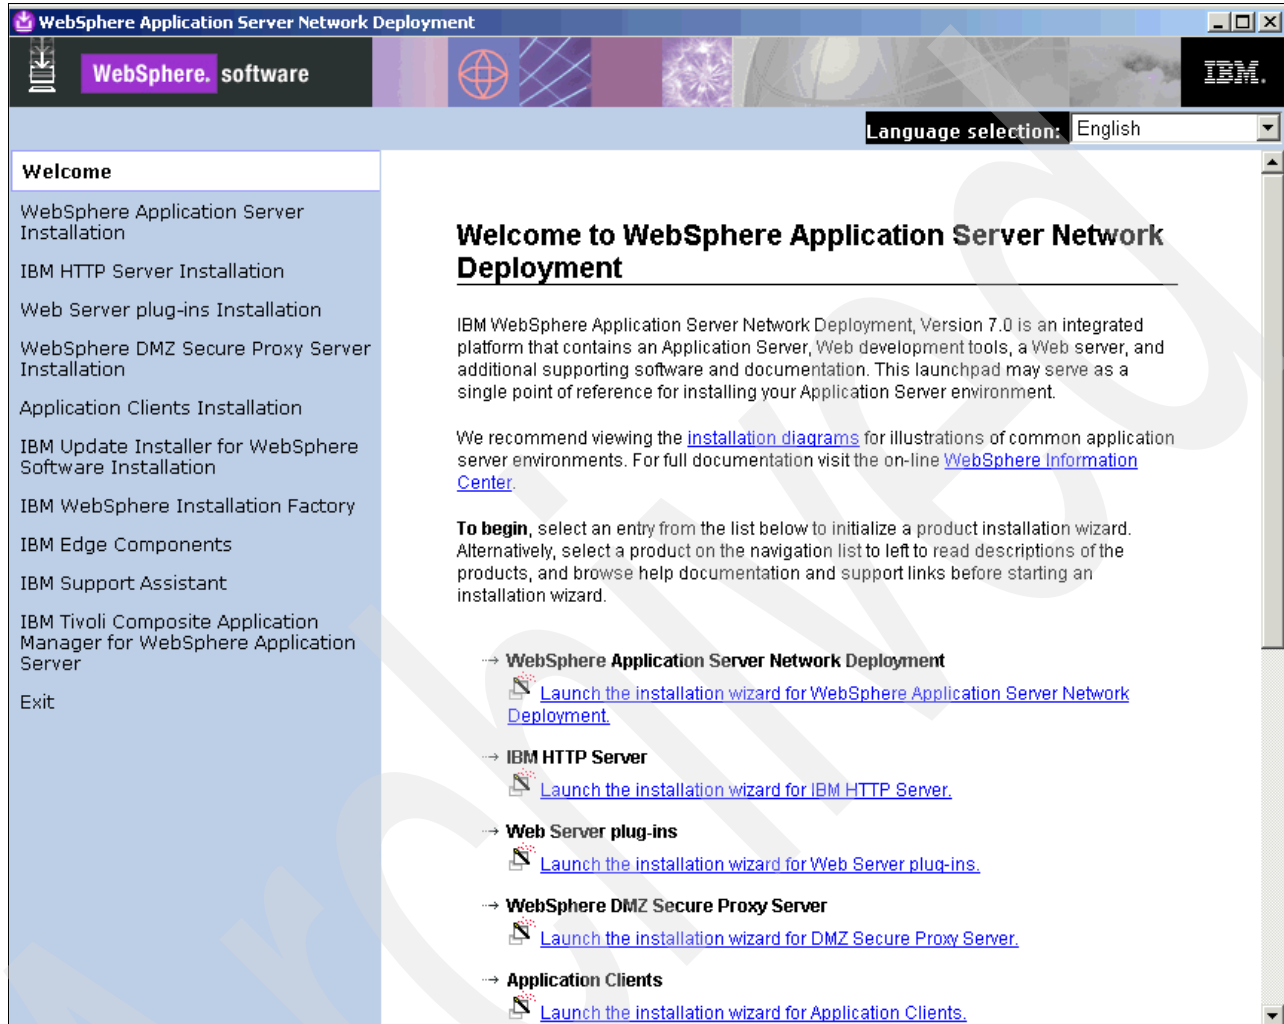 WebSphere Application Server Network Deployment
WebSphere. software
IBM.
Language selection: English
Welcome
WebSphere Application Server
Installation
IBM HTTP Server Installation
Web Server plug-ins Installation
WebSphere DMZ Secure Proxy Server
Installation
Application Clients Installation
IBM Update Installer for WebSphere
Software Installation
IBM WebSphere Installation Factory
IBM Edge Components
IBM Support Assistant
IBM Tivoli Composite Application
Manager for WebSphere Application
Server
Exit
Welcome to WebSphere Application Server Network
Deployment
IBM WebSphere Application Server Network Deployment, Version 7.0 is an integrated
platform that contains an Application Server, Web development tools, a Web server, and
additional supporting software and documentation. This launchpad may serve as a
single point of reference for installing your Application Server environment.
We recommend viewing the installation diagrams for illustrations of common application
server environments. For full documentation visit the on-line WebSphere Information
Center.
To begin, select an entry from the list below to initialize a product installation wizard.
Alternatively, select a product on the navigation list to left to read descriptions of the
products, and browse help documentation and support links before starting an
installation wizard.
WebSphere Application Server Network Deployment
Launch the installation wizard for WebSphere Application Server Network
Deployment.
IBM HTTP Server
Launch the installation wizard for IBM HTTP Server.
Web Server plug-ins
Launch the installation wizard for Web Server plug-ins.
WebSphere DMZ Secure Proxy Server
Launch the installation wizard for DMZ Secure Proxy Server.
Application Clients
Launch the installation wizard for Application Clients.
Archived